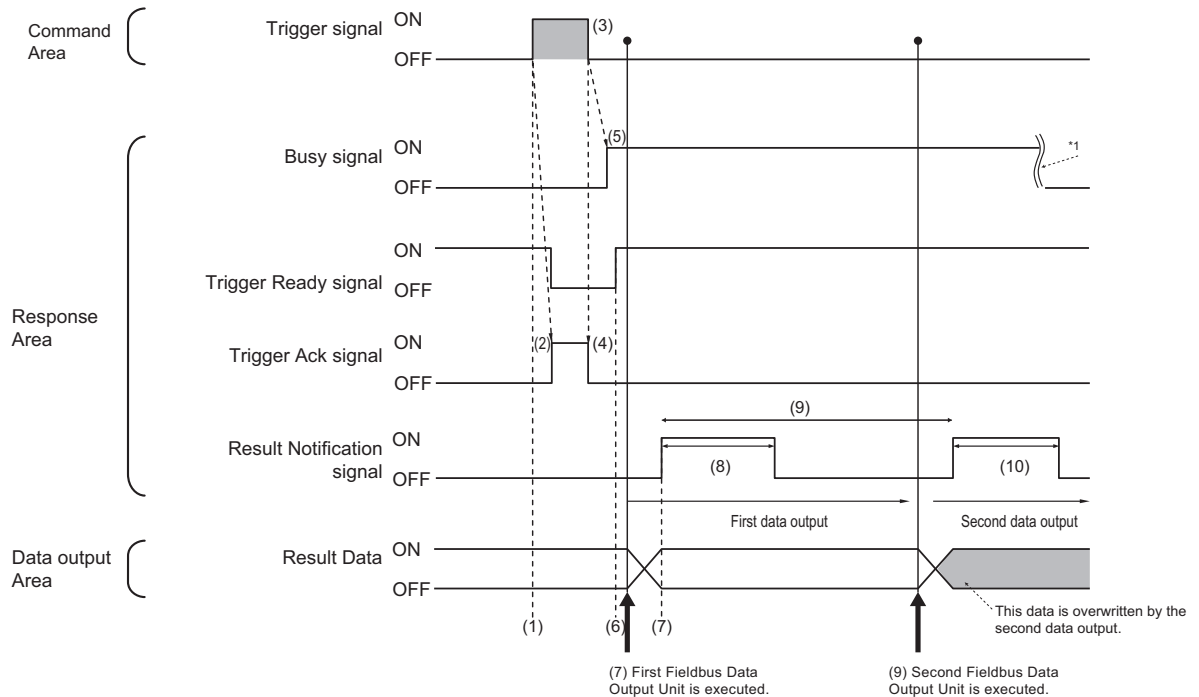 Command
Area
Trigger signal
ON
OFF
(3)
Response
Area
Busy signal
ON
OFF
(5)
*1
Trigger Ready signal
ON
OFF
Trigger Ack signal
ON
OFF
(2)
(4)
Result Notification
signal
ON
OFF
(9)
(8)
(10)
First data output
Second data output
Data output
Area
Result Data
ON
OFF
This data is overwritten by the
second data output.
(1)
(6)
(7)
(7) First Fieldbus Data
Output Unit is executed.
(9) Second Fieldbus Data
Output Unit is executed.